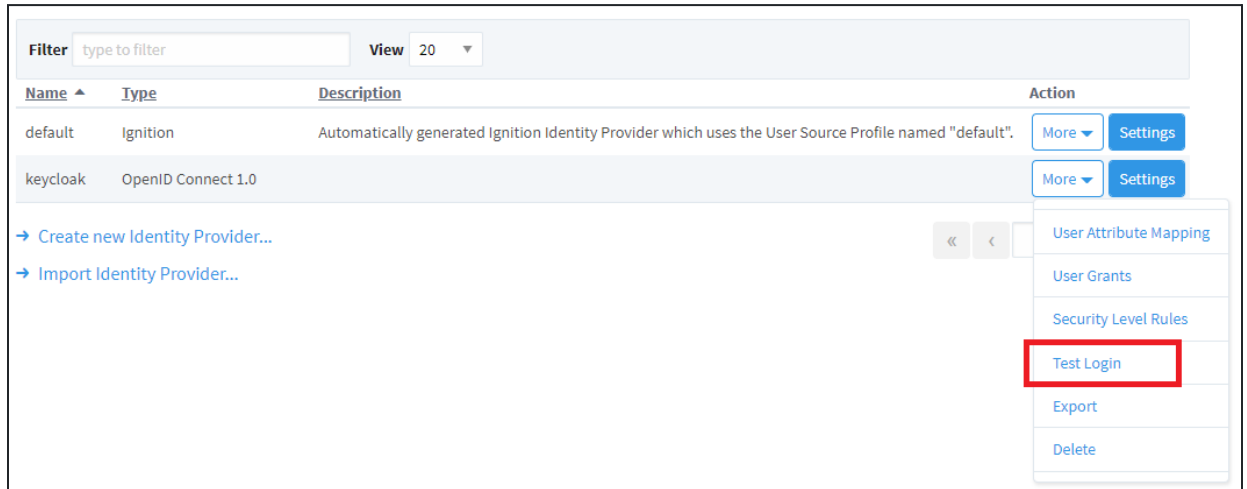 Filter type to filter View 20
Name Type Description Action
default Ignition Automatically generated Ignition Identity Provider which uses the User Source Profile named "default". More Settings
keycloak OpenID Connect 1.0 More Settings
→ Create new Identity Provider...
→ Import Identity Provider...
« ‹
User Attribute Mapping
User Grants
Security Level Rules
Test Login
Export
Delete